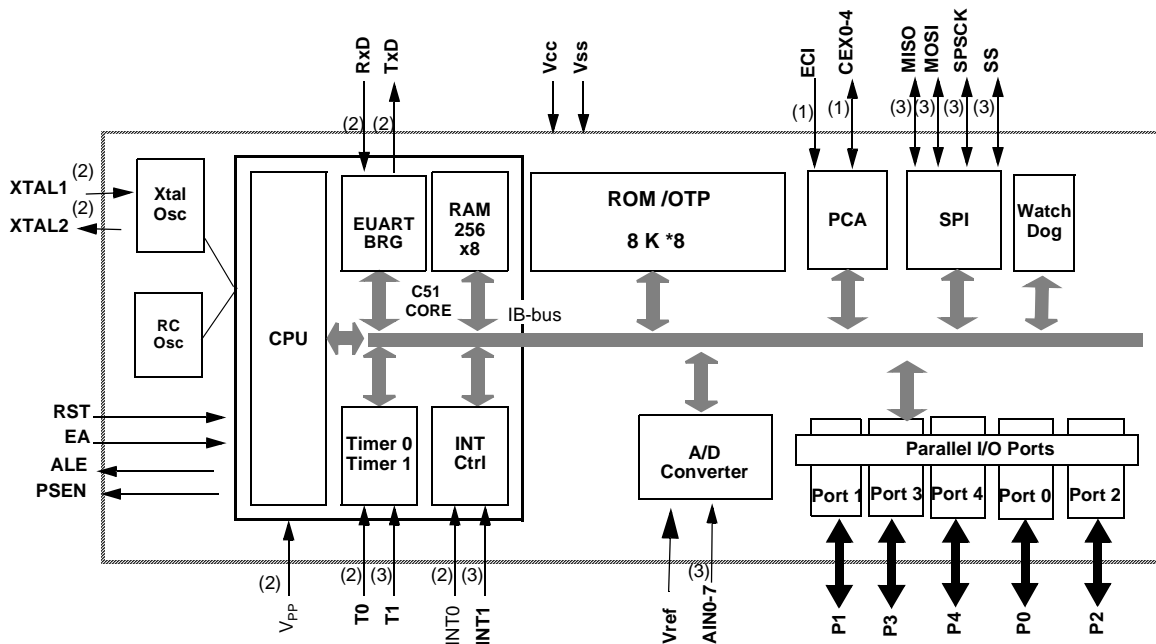 RxD
TxD
Vcc
Vss
ECI
CEX0-4
MISO
MOSI
SPSCK
SS
(2)
(2)
(1)
(1)
(3)
(3)
(3)
(3)
XTAL1
(2)
XTAL2
(2)
Xtal
Osc
RC
Osc
CPU
EUART
BRG
RAM
256
x8
C51
CORE
IB-bus
ROM /OTP
8 K *8
PCA
SPI
Watch
Dog
RST
EA
ALE
PSEN
Timer 0
Timer 1
INT
Ctrl
A/D
Converter
Parallel I/O Ports
Port 1
Port 3
Port 4
Port 0
Port 2
(2)
(2)
(3)
(2)
(3)
(3)
VPP
T0
T1
INT0
INT1
Vref
AIN0-7
P1
P3
P4
P0
P2